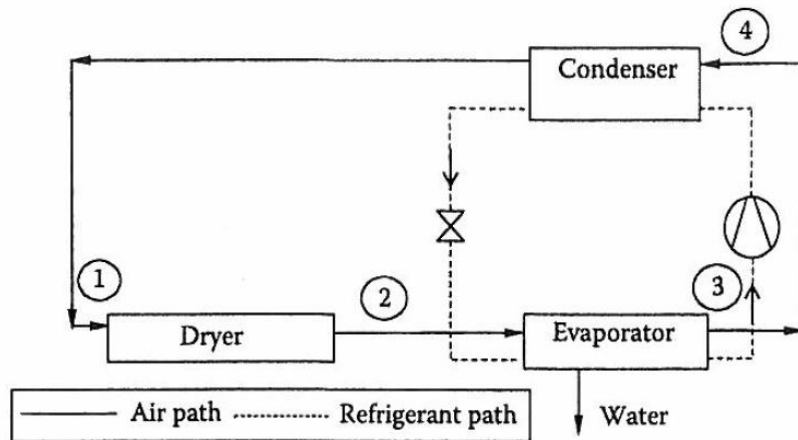 4
Condenser
1
2
3
Dryer
Evaporator
Air path
Refrigerant path
Water